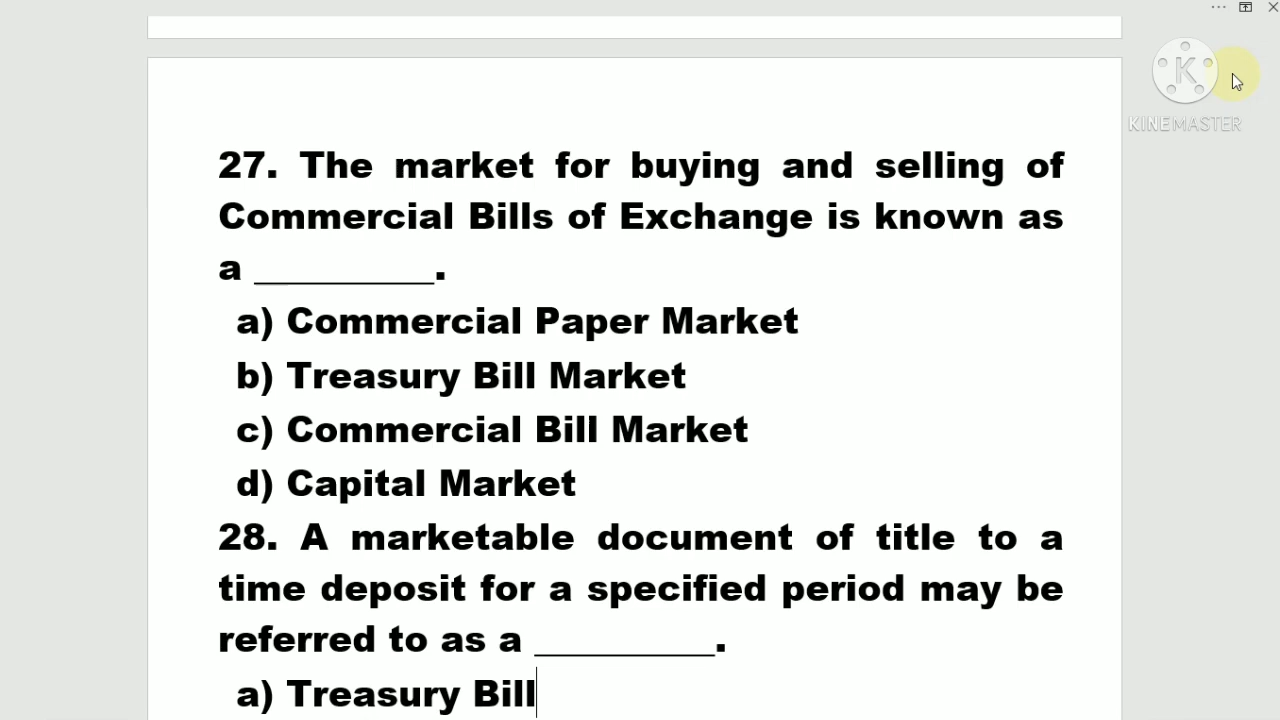 KINEMASTER
27. The market for buying and selling of
Commercial Bills of Exchange is known as
a _________.
a) Commercial Paper Market
b) Treasury Bill Market
c) Commercial Bill Market
d) Capital Market
28. A marketable document of title to a
time deposit for a specified period may be
referred to as a _________.
a) Treasury Bill